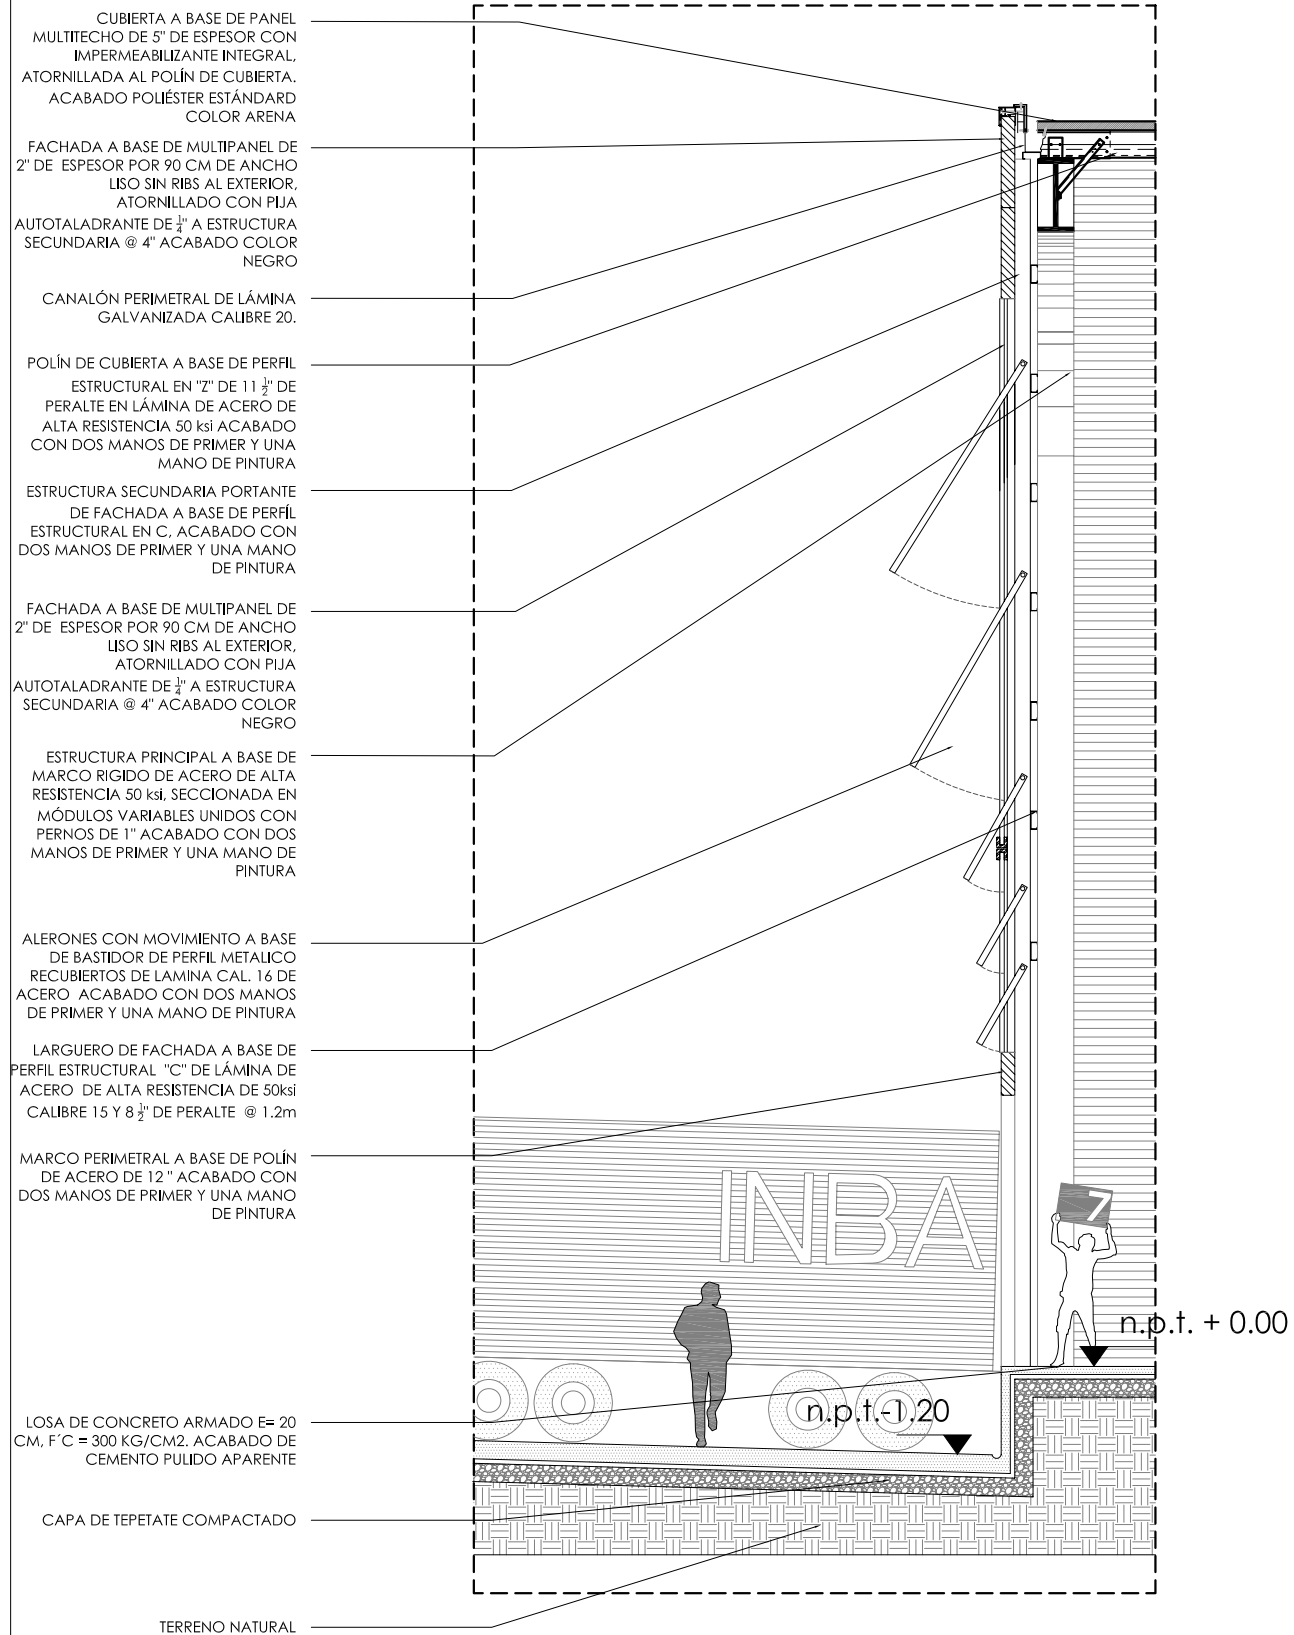 CUBIERTA A BASE DE PANEL
MULTITECHO DE 5" DE ESPESOR CON
IMPERMEABILIZANTE INTEGRAL,
ATORNILLADA AL POLÍN DE CUBIERTA.
ACABADO POLIÉSTER ESTÁNDARD
COLOR ARENA
FACHADA A BASE DE MULTIPANEL DE
2" DE ESPESOR POR 90 CM DE ANCHO
LISO SIN RIBS AL EXTERIOR,
ATORNILLADO CON PIJA
AUTOTALADRANTE DE 1/4" A ESTRUCTURA
SECUNDARIA @ 4" ACABADO COLOR
NEGRO
CANALÓN PERIMETRAL DE LÁMINA
GALVANIZADA CALIBRE 20.
POLÍN DE CUBIERTA A BASE DE PERFIL
ESTRUCTURAL EN "Z" DE 11 1/2" DE
PERALTE EN LÁMINA DE ACERO DE
ALTA RESISTENCIA 50 ksi ACABADO
CON DOS MANOS DE PRIMER Y UNA
MANO DE PINTURA
ESTRUCTURA SECUNDARIA PORTANTE
DE FACHADA A BASE DE PERFÍL
ESTRUCTURAL EN C, ACABADO CON
DOS MANOS DE PRIMER Y UNA MANO
DE PINTURA
FACHADA A BASE DE MULTIPANEL DE
2" DE ESPESOR POR 90 CM DE ANCHO
LISO SIN RIBS AL EXTERIOR,
ATORNILLADO CON PIJA
AUTOTALADRANTE DE 1/4" A ESTRUCTURA
SECUNDARIA @ 4" ACABADO COLOR
NEGRO
ESTRUCTURA PRINCIPAL A BASE DE
MARCO RIGIDO DE ACERO DE ALTA
RESISTENCIA 50 ksi, SECCIONADA EN
MÓDULOS VARIABLES UNIDOS CON
PERNOS DE 1" ACABADO CON DOS
MANOS DE PRIMER Y UNA MANO DE
PINTURA
ALERONES CON MOVIMIENTO A BASE
DE BASTIDOR DE PERFIL METALICO
RECUBIERTOS DE LAMINA CAL. 16 DE
ACERO ACABADO CON DOS MANOS
DE PRIMER Y UNA MANO DE PINTURA
LARGUERO DE FACHADA A BASE DE
PERFIL ESTRUCTURAL "C" DE LÁMINA DE
ACERO DE ALTA RESISTENCIA DE 50ksi
CALIBRE 15 Y 8 1/2" DE PERALTE @ 1.2m
MARCO PERIMETRAL A BASE DE POLÍN
DE ACERO DE 12 " ACABADO CON
DOS MANOS DE PRIMER Y UNA MANO
DE PINTURA
INBA
7
n.p.t. + 0.00
n.p.t.-1.20
LOSA DE CONCRETO ARMADO E= 20
CM, F´C = 300 KG/CM2. ACABADO DE
CEMENTO PULIDO APARENTE
CAPA DE TEPETATE COMPACTADO
TERRENO NATURAL